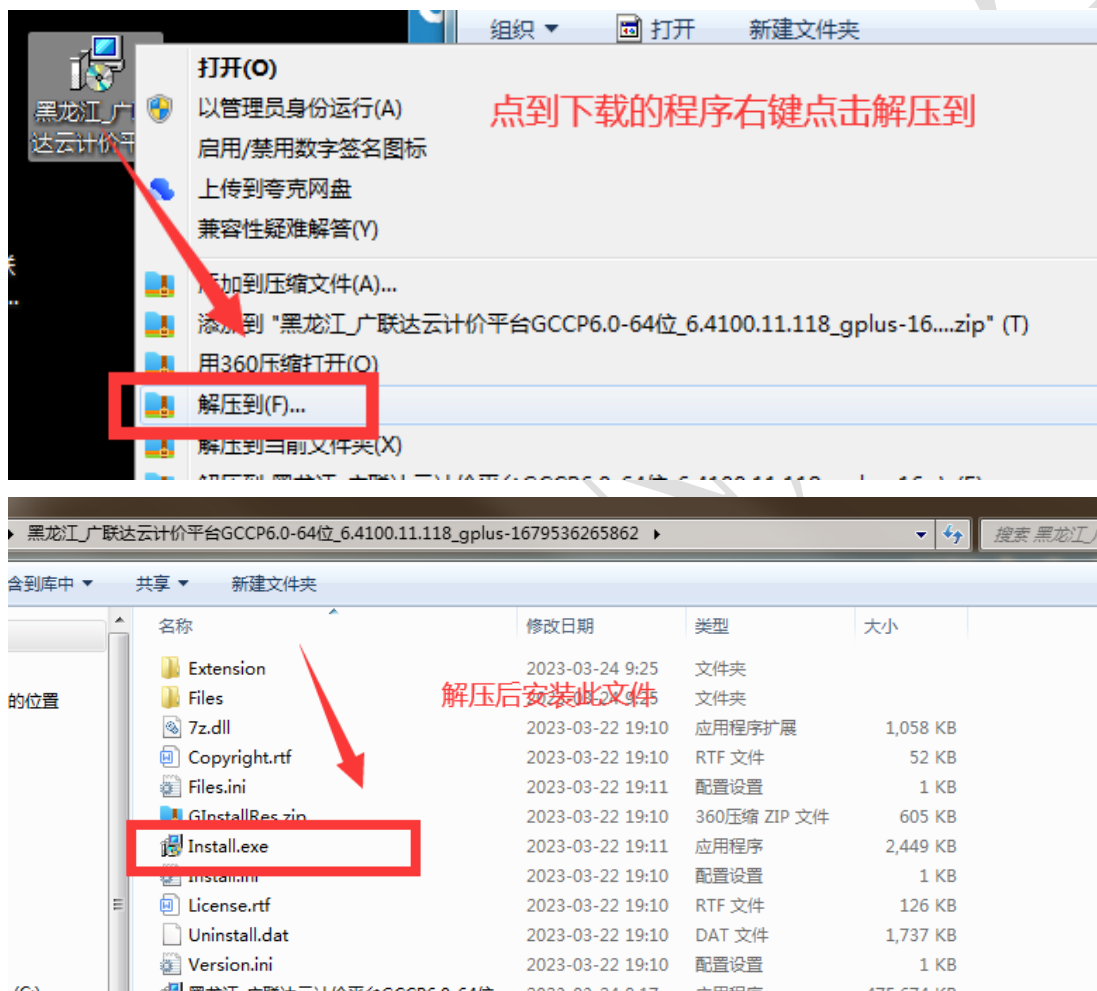 组织 打开 新建文件夹
打开(O)
以管理员身份运行(A)
点到下载的程序右键点击解压到
黑龙江_广
达云计价平
启用/禁用数字签名图标
上传到夸克网盘
兼容性疑难解答(Y)
添加到压缩文件(A)...
添加到 "黑龙江_广联达云计价平台GCCP6.0-64位_6.4100.11.118_gplus-16....zip" (T)
用360压缩打开(Q)
解压到(F)...
解压到当前文件夹(X)
黑龙江_广联达云计价平台GCCP6.0-64位_6.4100.11.118_gplus-1679536265862
搜索 黑龙江_
含到库中 共享 新建文件夹
名称 修改日期 类型 大小
Extension 2023-03-24 9:25 文件夹
的位置
解压后安装此文件
Files 2023-03-24 9:25 文件夹
7z.dll 2023-03-22 19:10 应用程序扩展 1,058 KB
Copyright.rtf 2023-03-22 19:10 RTF 文件 52 KB
Files.ini 2023-03-22 19:11 配置设置 1 KB
GInstallRes.zip 2023-03-22 19:10 360压缩 ZIP 文件 605 KB
Install.exe 2023-03-22 19:11 应用程序 2,449 KB
Install.ini 2023-03-22 19:10 配置设置 1 KB
License.rtf 2023-03-22 19:10 RTF 文件 126 KB
Uninstall.dat 2023-03-22 19:10 DAT 文件 1,737 KB
Version.ini 2023-03-22 19:10 配置设置 1 KB